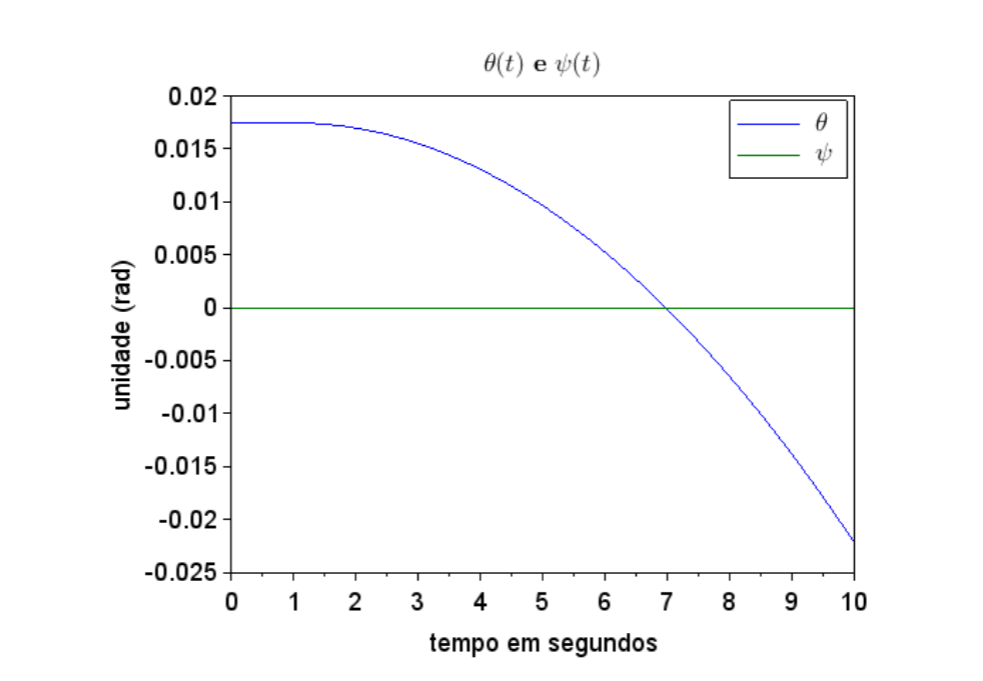 θ(t) e ψ(t)
θ
ψ
unidade (rad)
0.02
0.015
0.01
0.005
0
-0.005
-0.01
-0.015
-0.02
-0.025
0 1 2 3 4 5 6 7 8 9 10
tempo em segundos